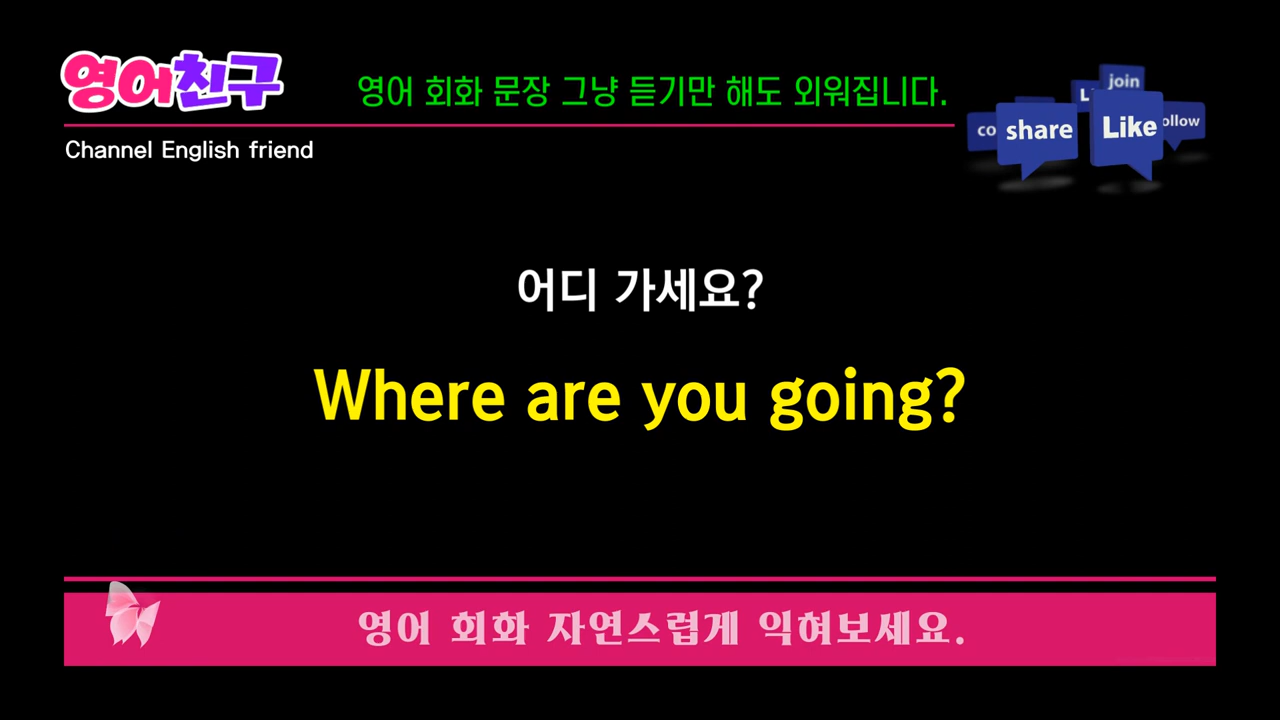 영어친구
영어 회화 문장 그냥 듣기만 해도 외워집니다.
Channel English friend
join
share
Like
어디 가세요?
Where are you going?
영어 회화 자연스럽게 익혀보세요.